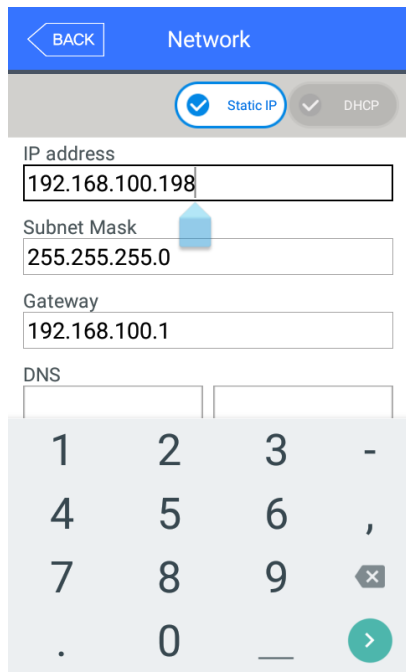 BACK Network
Static IP DHCP
IP address
192.168.100.198
Subnet Mask
255.255.255.0
Gateway
192.168.100.1
DNS
1 2 3 -
4 5 6 ,
7 8 9
. 0 _